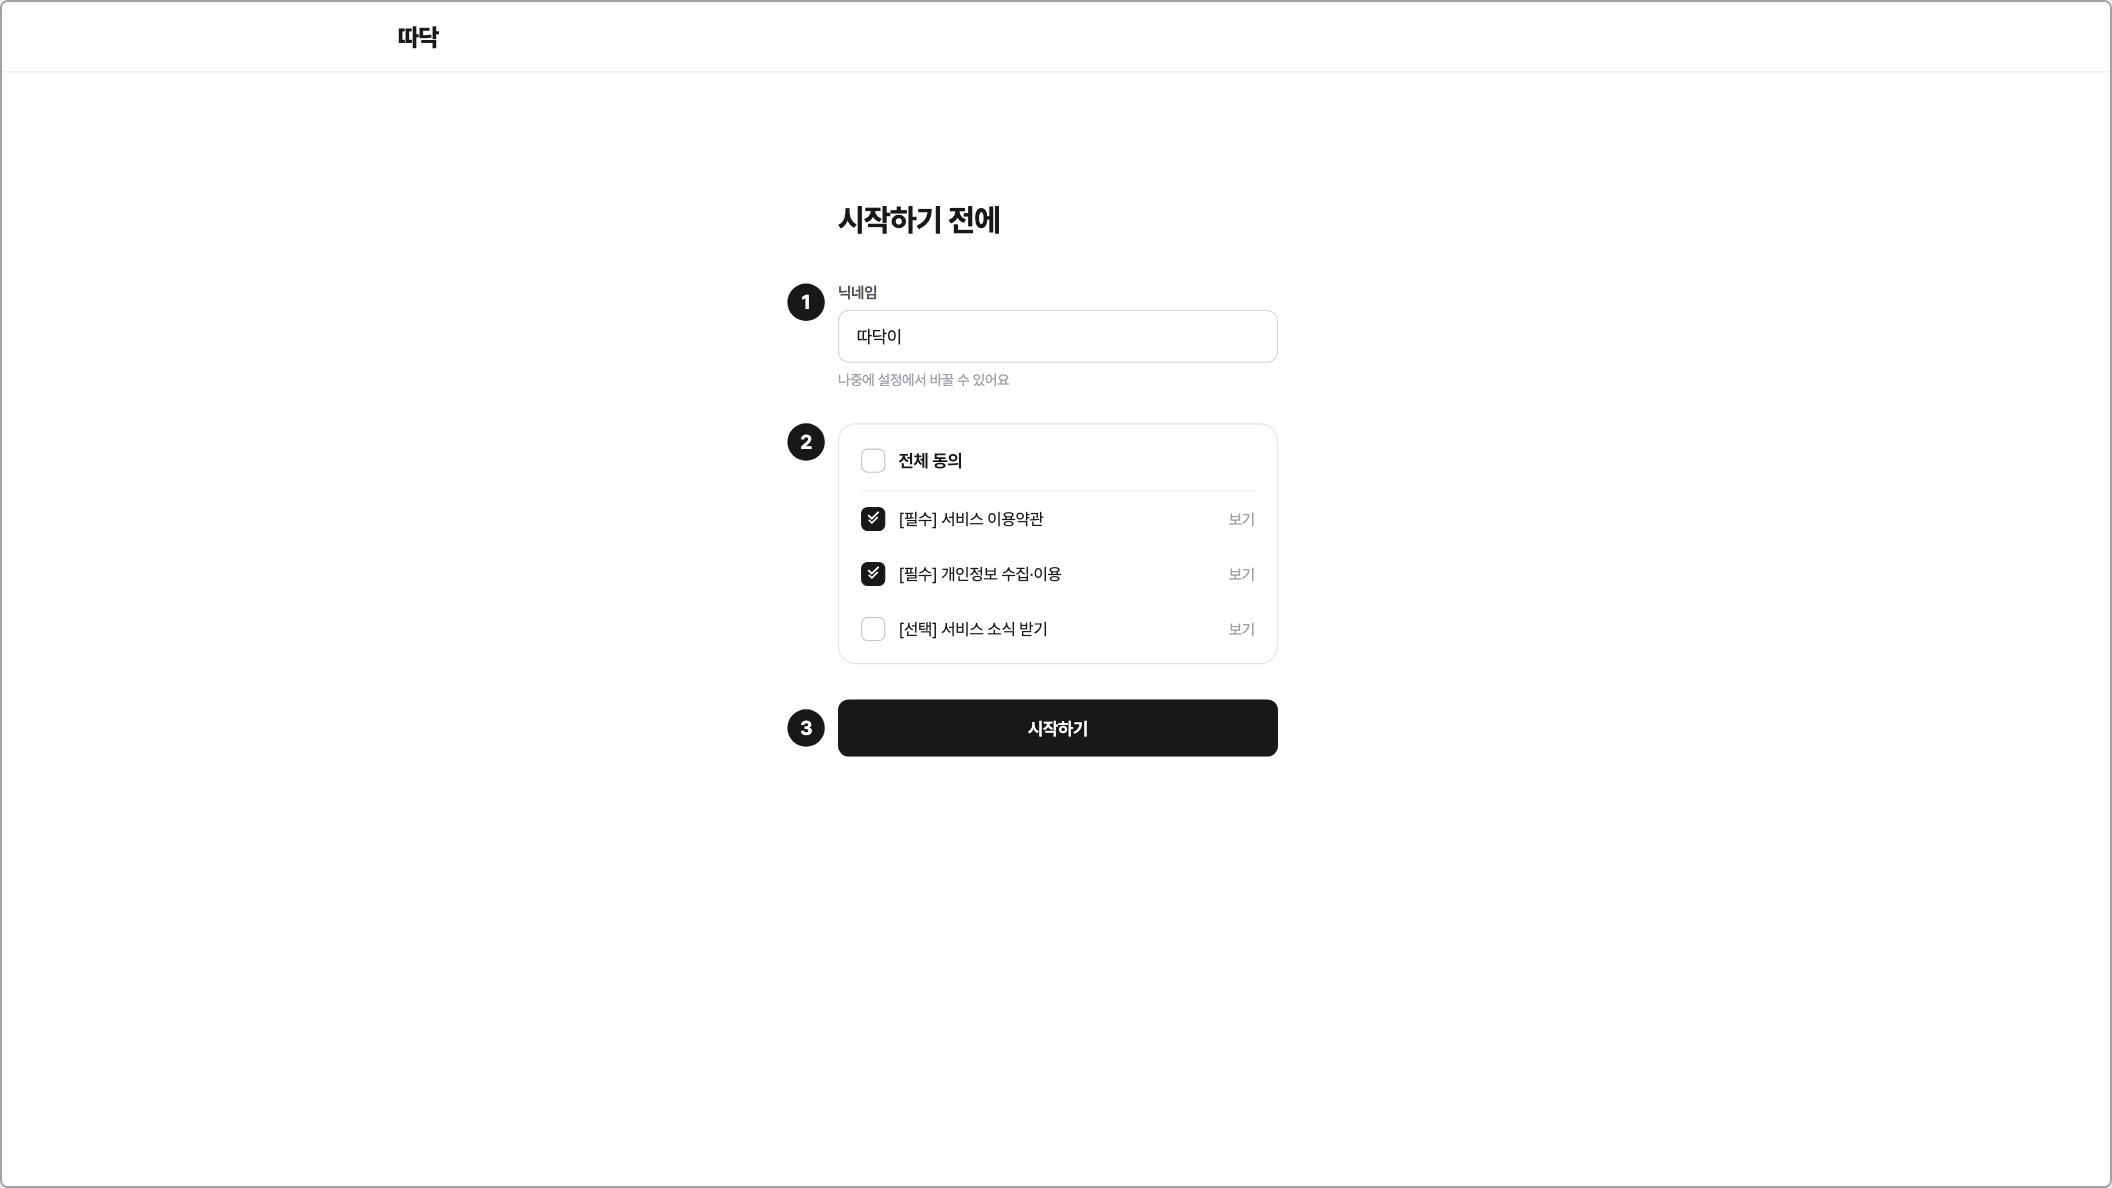 따닥
시작하기 전에
1 닉네임
따닥이
나중에 설정에서 바꿀 수 있어요
2 전체 동의
[필수] 서비스 이용약관 보기
[필수] 개인정보 수집·이용 보기
[선택] 서비스 소식 받기 보기
3 시작하기